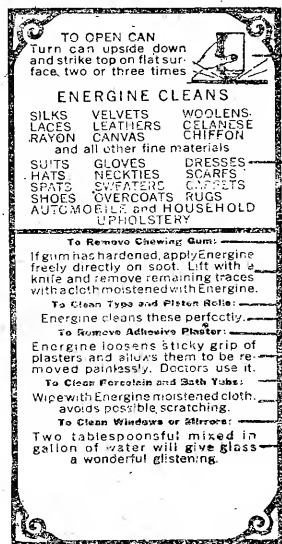 TO OPEN CAN
Turn can upside down
and strike top on flat sur-
face, two or three times
ENERGINE CLEANS
SILKS VELVETS WOOLENS
LACES LEATHERS CELANESE
RAYON CANVAS CHIFFON
and all other fine materials
SUITS GLOVES DRESSES
HATS NECKTIES SCARFS
SPATS SWEATERS CARPETS
SHOES OVERCOATS RUGS
AUTOMOBILE and HOUSEHOLD
UPHOLSTERY
To Remove Chewing Gum:
If gum has hardened, apply Energine
freely directly on spot. Lift with a
knife and remove remaining traces
with a cloth moistened with Energine.
To Clean Type and Platen Rolls:
Energine cleans these perfectly.
To Remove Adhesive Plaster:
Energine loosens sticky grip of
plasters and allows them to be re-
moved painlessly. Doctors use it.
To Clean Porcelain and Bath Tubs:
Wipe with Energine moistened cloth,
avoids possible scratching.
To Clean Windows or Mirrors:
Two tablespoonsful mixed in
gallon of water will give glass
a wonderful glistening.